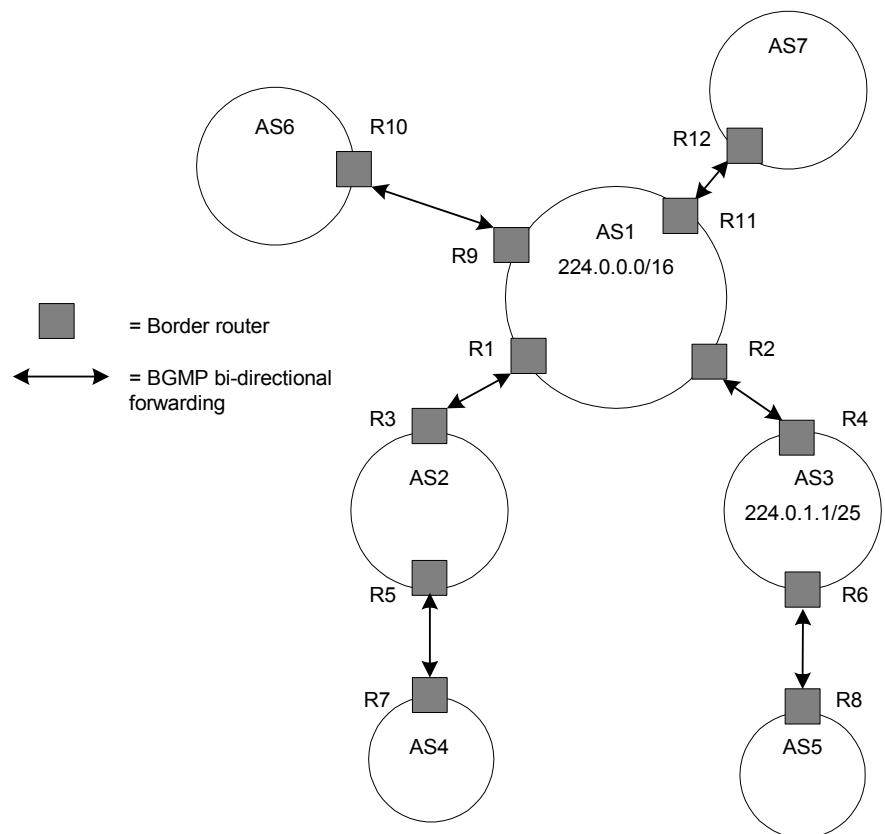 AS7
AS6
R10
R12
AS1
R11
224.0.0.0/16
R9
= Border router
R1
R2
= BGMP bi-directional
forwarding
R3
R4
AS2
AS3
224.0.1.1/25
R5
R6
R7
R8
AS4
AS5